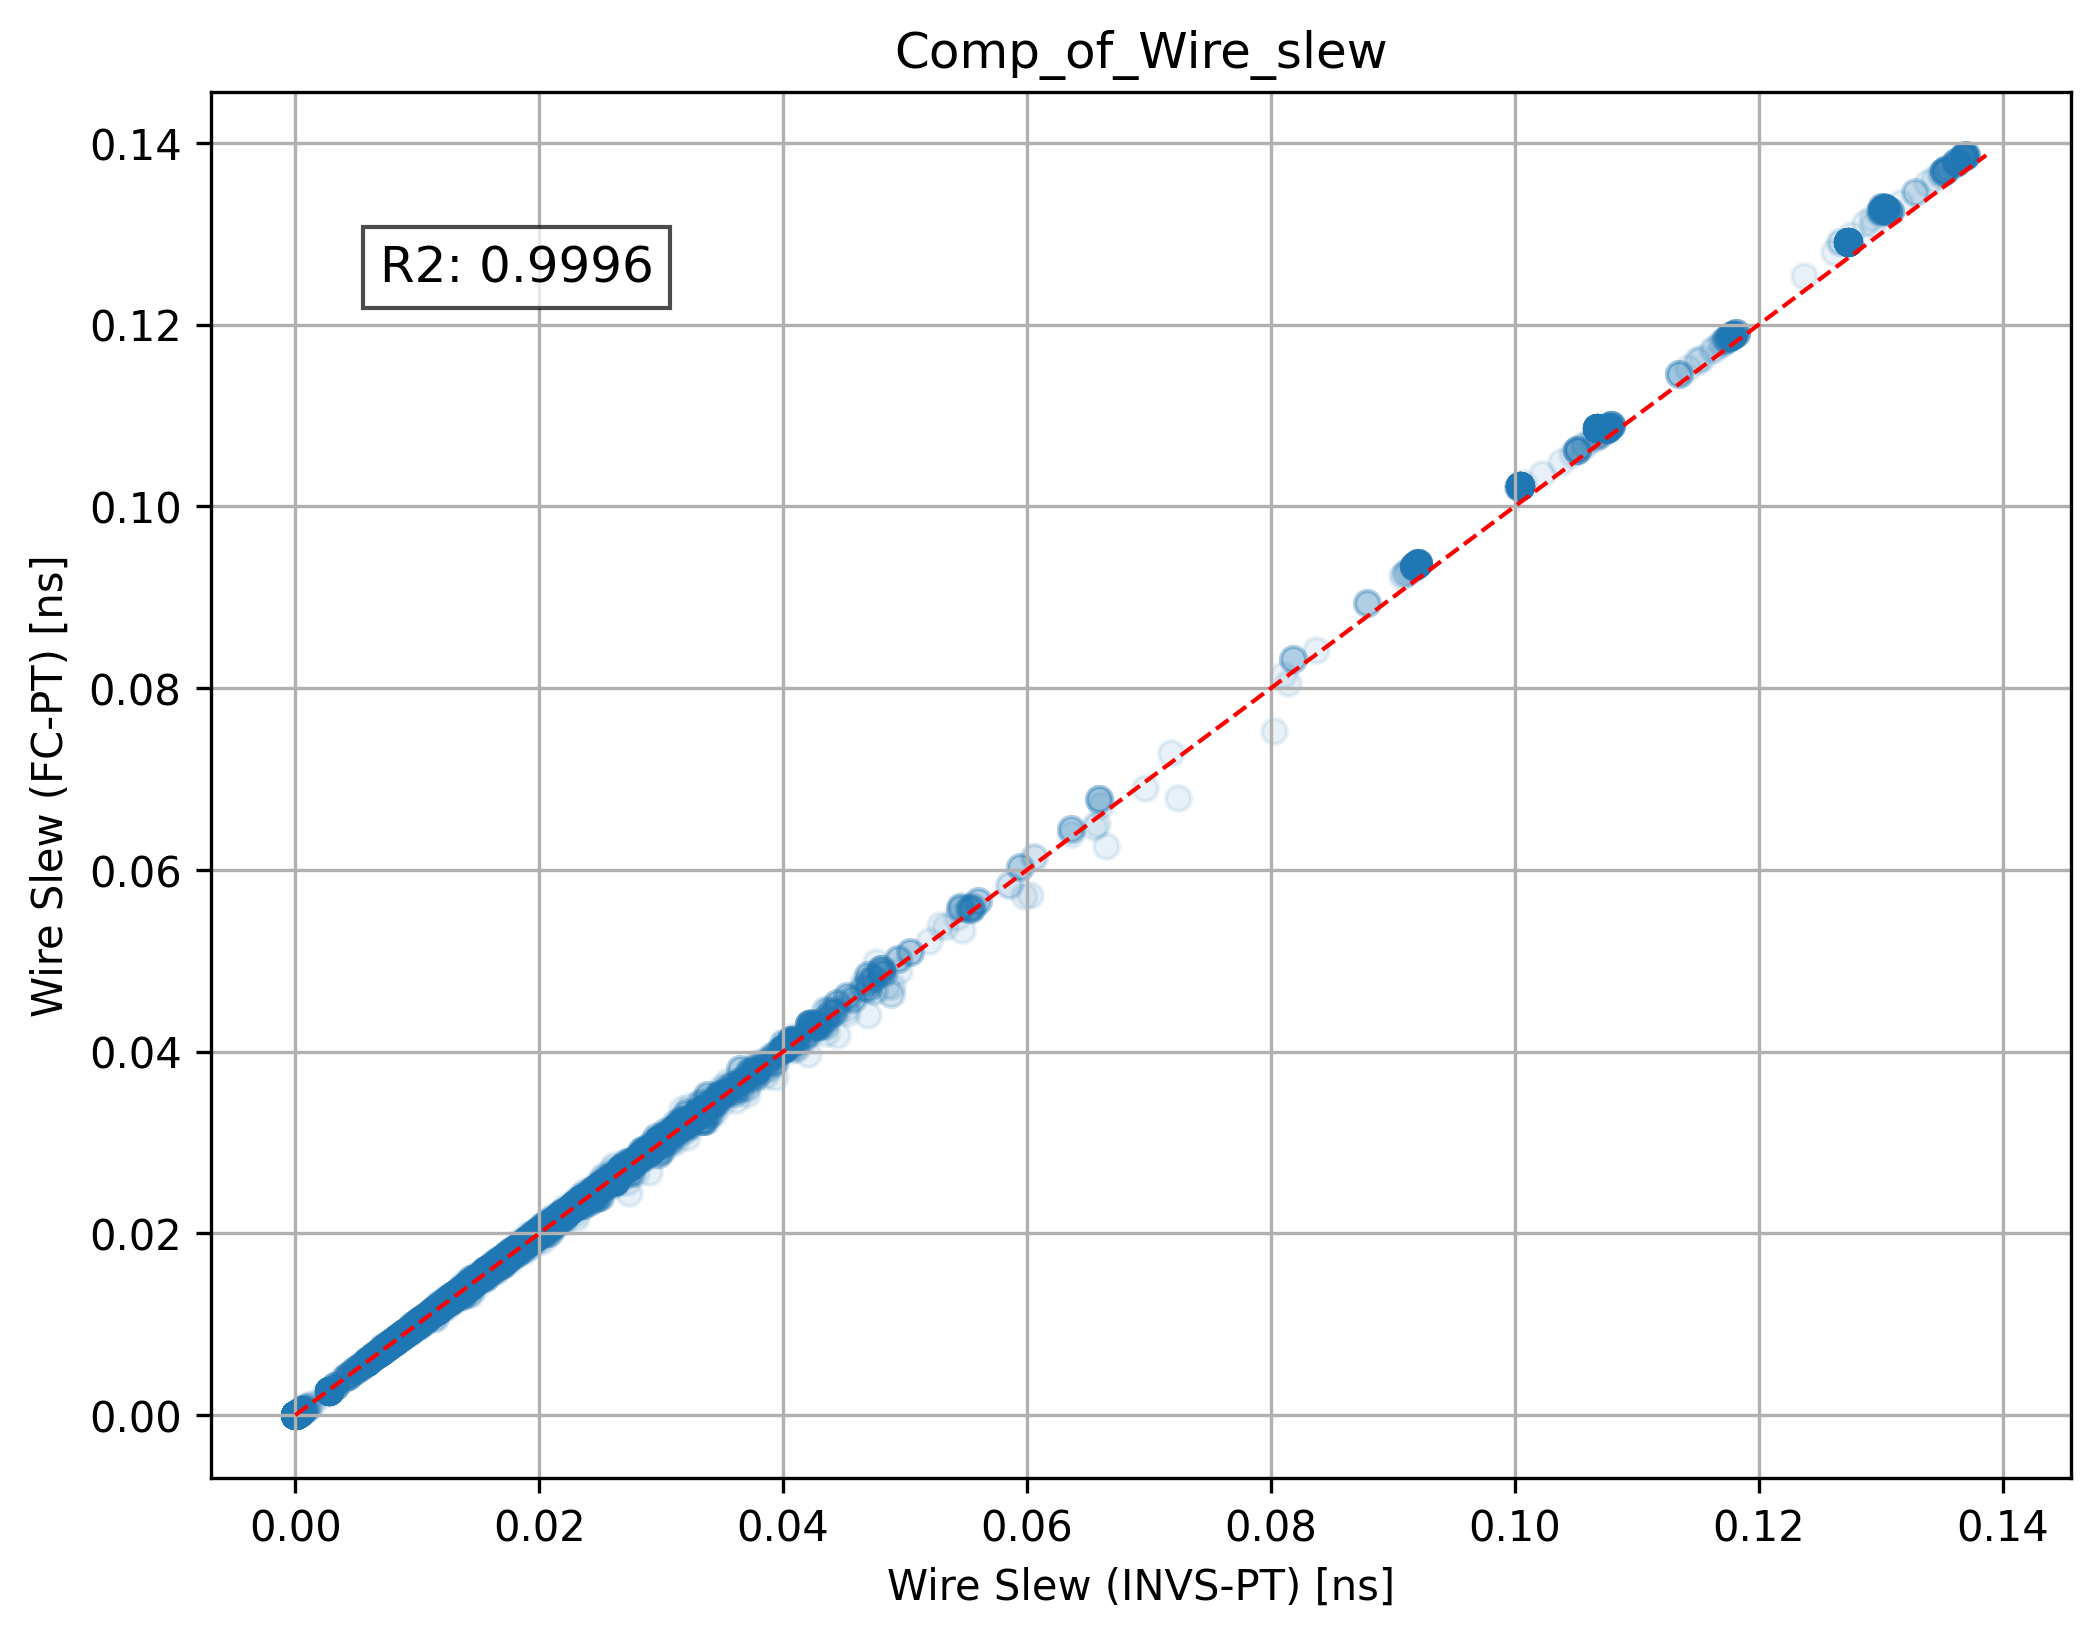 Comp_of_Wire_slew
R2: 0.9996
Wire Slew (FC-PT) [ns]
0.14
0.12
0.10
0.08
0.06
0.04
0.02
0.00
0.00 0.02 0.04 0.06 0.08 0.10 0.12 0.14
Wire Slew (INVS-PT) [ns]